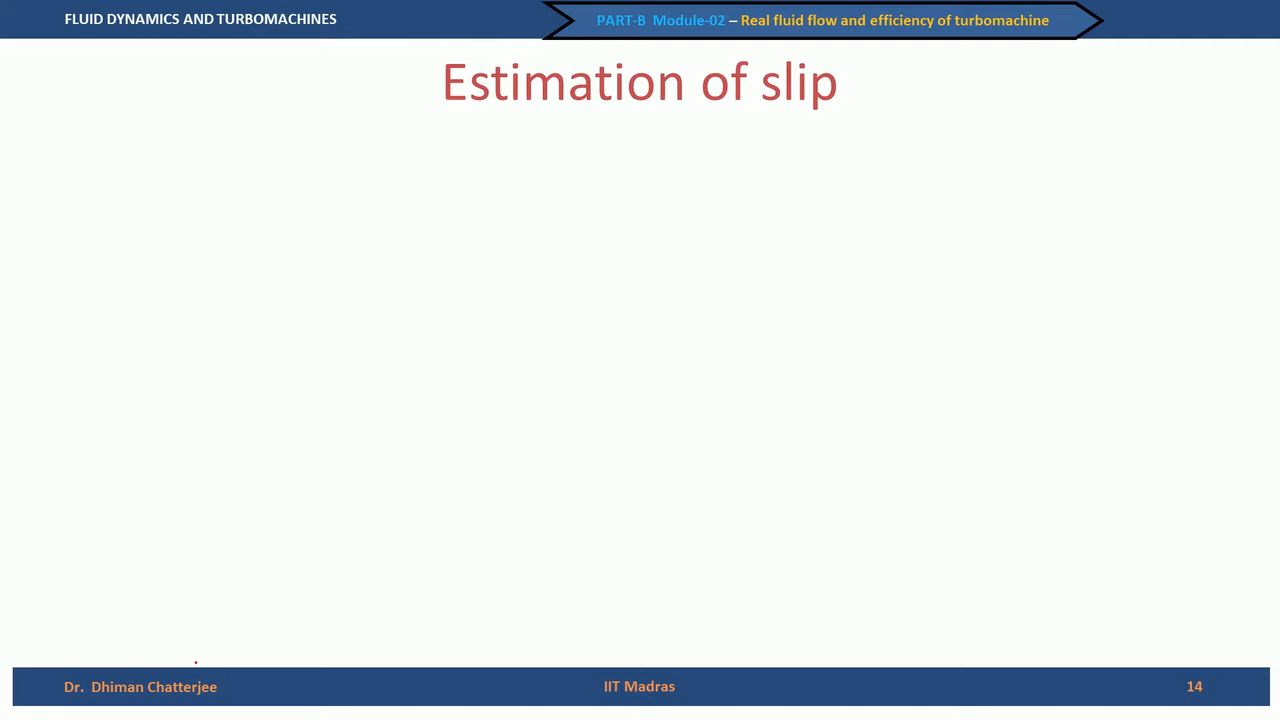 FLUID DYNAMICS AND TURBOMACHINES
PART-B Module-02 – Real fluid flow and efficiency of turbomachine
Estimation of slip
Dr. Dhiman Chatterjee
IIT Madras
14